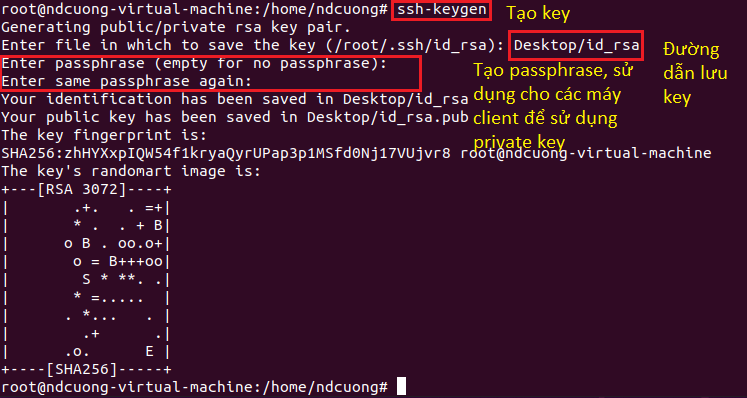 root@ndcuong-virtual-machine:/home/ndcuong# ssh-keygen
Tạo key
Generating public/private rsa key pair.
Enter file in which to save the key (/root/.ssh/id_rsa): Desktop/id_rsa
Đường
dẫn lưu
key
Enter passphrase (empty for no passphrase):
Enter same passphrase again:
Tạo passphrase, sử
dụng cho các máy
client để sử dụng
private key
Your identification has been saved in Desktop/id_rsa
Your public key has been saved in Desktop/id_rsa.pub
The key fingerprint is:
SHA256:zhHYXxpIQW54f1kryaQyrUPap3p1MSfd0Nj17VUjvr8 root@ndcuong-virtual-machine
The key's randomart image is:
+---[RSA 3072]----+
|       .+.   . =+|
|       * .  . + B|
|      o B . oo.o+|
|       o = B+++oo|
|        S * **. .|
|       * =.....  |
|      . *...   . |
|        .+      .|
|      .o.      E |
+----[SHA256]-----+
root@ndcuong-virtual-machine:/home/ndcuong#